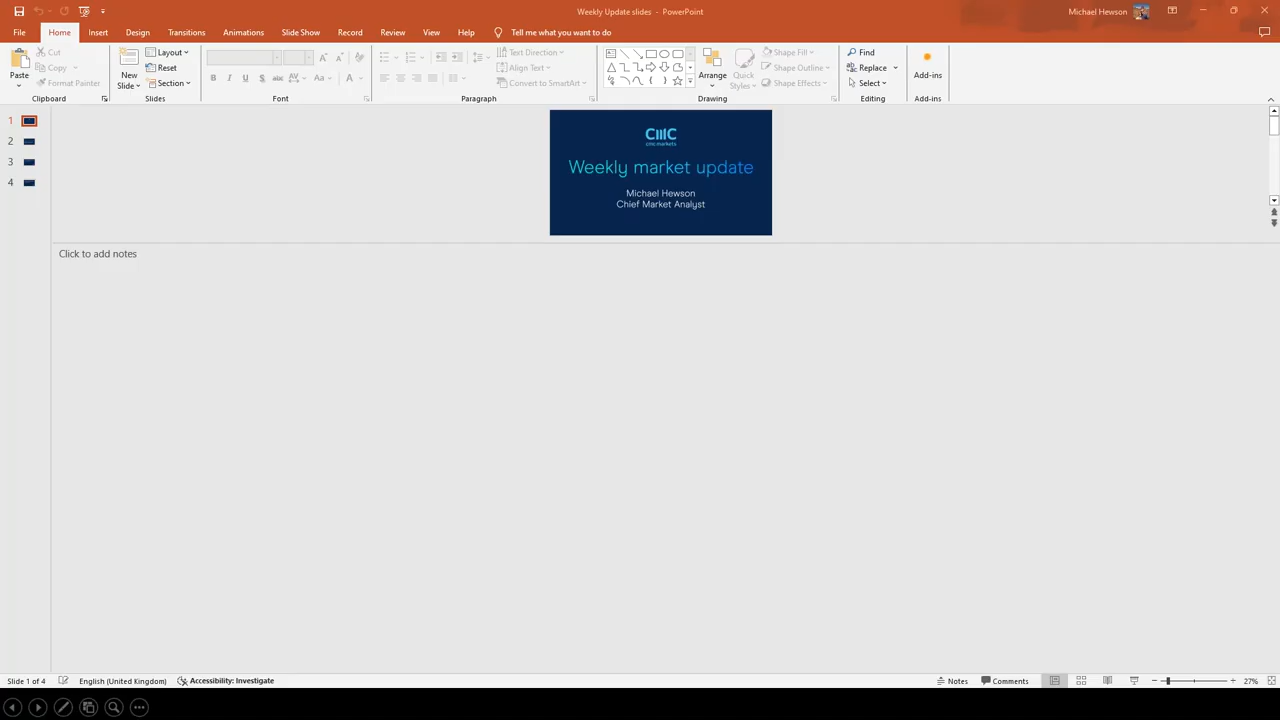 Weekly Update slides - PowerPoint
Michael Hewson
File Home Insert Design Transitions Animations Slide Show Record Review View Help Tell me what you want to do
Paste
Cut
Copy
Format Painter
Clipboard
New
Slide
Layout
Reset
Section
Slides
B I U S abc AV Aa A
Font
Text Direction
Align Text
Convert to SmartArt
Paragraph
Arrange
Quick
Styles
Shape Fill
Shape Outline
Shape Effects
Drawing
Find
Replace
Select
Editing
Add-ins
Add-ins
1
2
3
4
CMC
cmc markets
Weekly market update
Michael Hewson
Chief Market Analyst
Click to add notes
Slide 1 of 4 English (United Kingdom) Accessibility: Investigate Notes Comments 27%